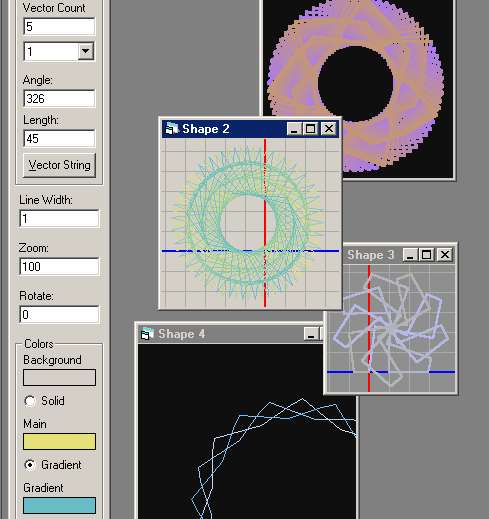 Vector Count
5
1
Angle:
326
Length:
45
Vector String
Line Width:
1
Zoom:
100
Rotate:
0
Colors
Background
Solid
Main
Gradient
Gradient
Shape 2
Shape 3
Shape 4